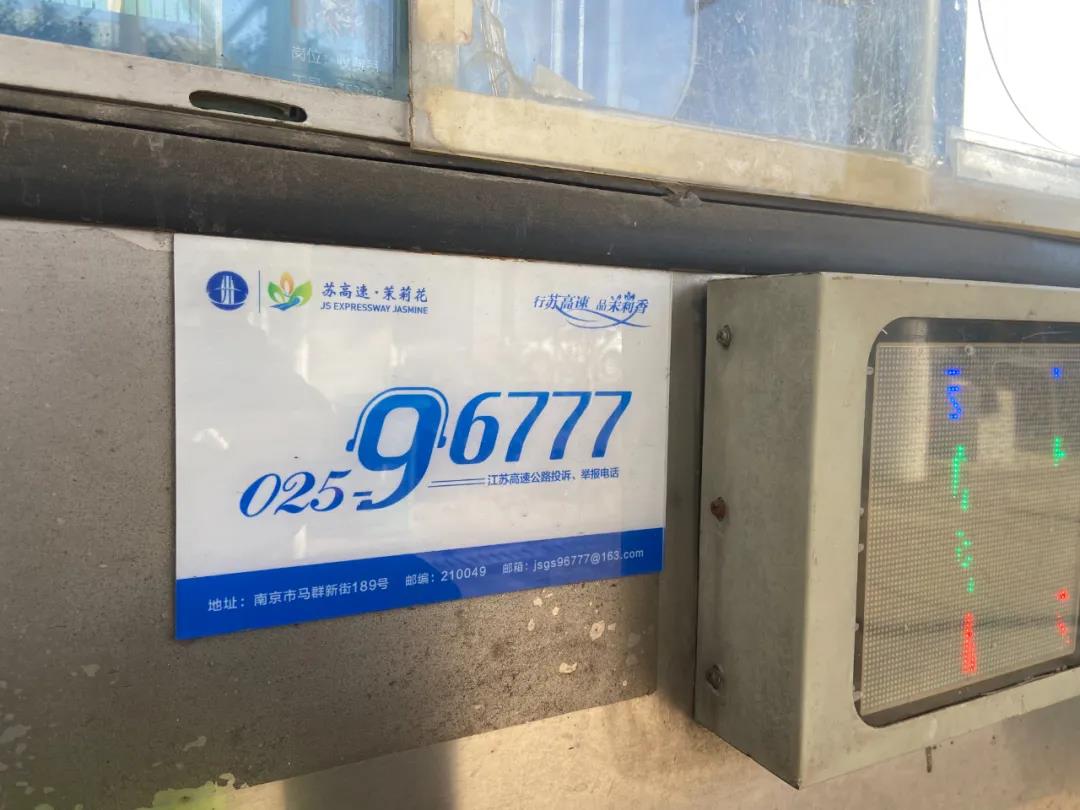 苏高速·茉莉花
JS EXPRESSWAY JASMINE
行苏高速 品茉莉香
025-96777
江苏高速公路投诉、举报电话
地址：南京市马群新街189号 邮编：210049 邮箱：jsgs96777@163.com